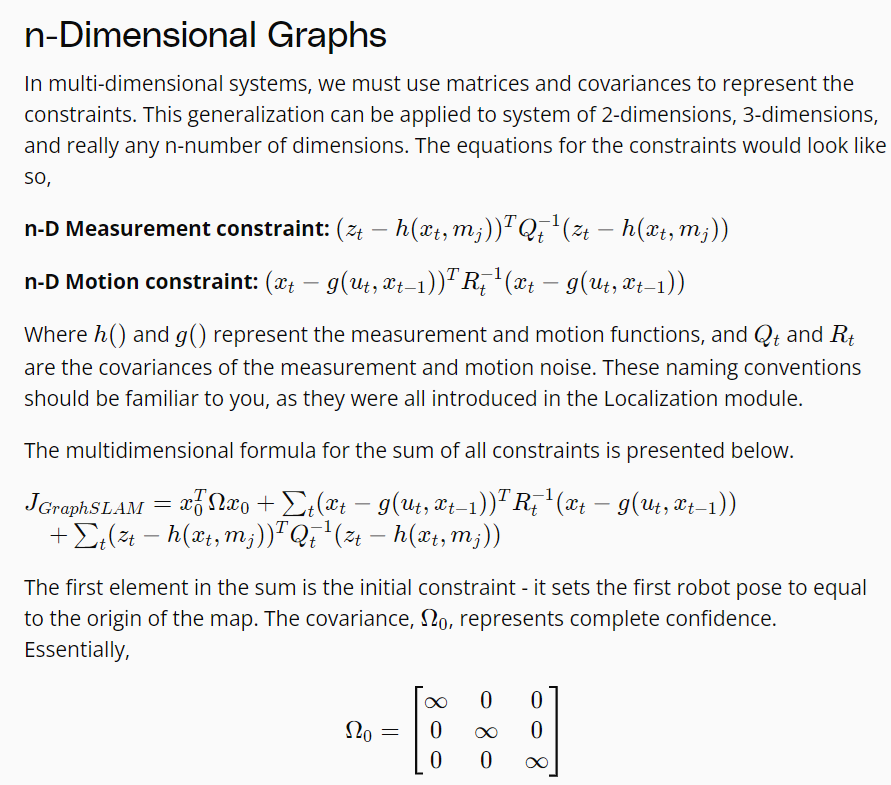 n-Dimensional Graphs
In multi-dimensional systems, we must use matrices and covariances to represent the
constraints. This generalization can be applied to system of 2-dimensions, 3-dimensions,
and really any n-number of dimensions. The equations for the constraints would look like
so,
n-D Measurement constraint: $(z_t - h(x_t, m_j))^T Q_t^{-1} (z_t - h(x_t, m_j))$
n-D Motion constraint: $(x_t - g(u_t, x_{t-1}))^T R_t^{-1} (x_t - g(u_t, x_{t-1}))$
Where $h()$ and $g()$ represent the measurement and motion functions, and $Q_t$ and $R_t$
are the covariances of the measurement and motion noise. These naming conventions
should be familiar to you, as they were all introduced in the Localization module.
The multidimensional formula for the sum of all constraints is presented below.
$J_{GraphSLAM} = x_0^T \Omega x_0 + \sum_t (x_t - g(u_t, x_{t-1}))^T R_t^{-1} (x_t - g(u_t, x_{t-1}))$
$+ \sum_t (z_t - h(x_t, m_j))^T Q_t^{-1} (z_t - h(x_t, m_j))$
The first element in the sum is the initial constraint - it sets the first robot pose to equal
to the origin of the map. The covariance, $\Omega_0$, represents complete confidence.
Essentially,
$\Omega_0 = \begin{bmatrix} \infty & 0 & 0 \\ 0 & \infty & 0 \\ 0 & 0 & \infty \end{bmatrix}$